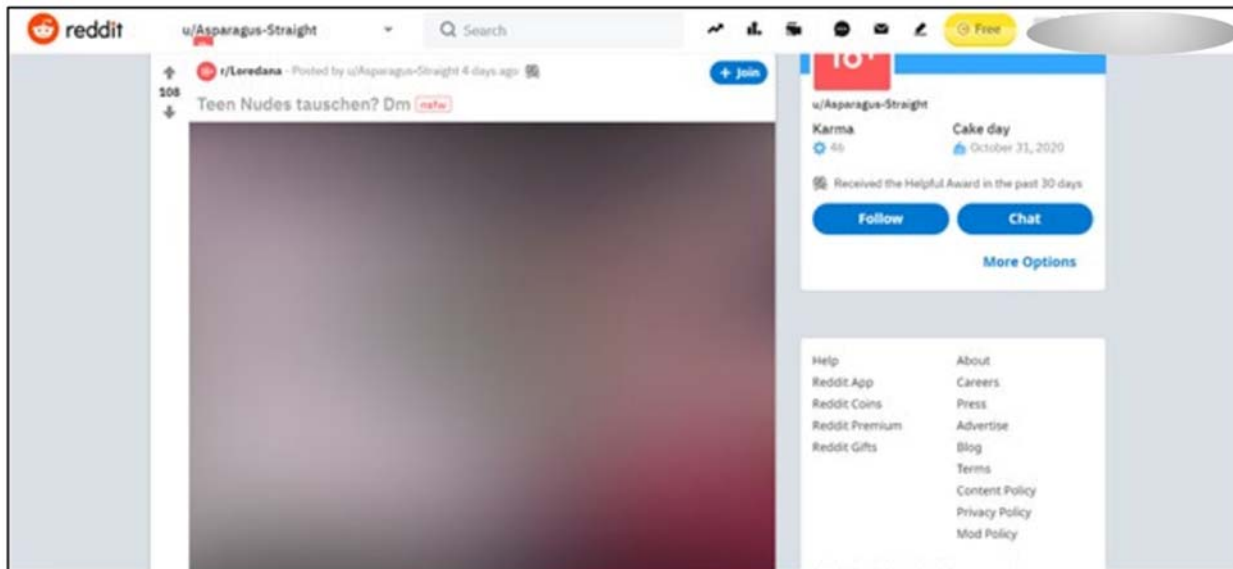 reddit
u/Asparagus-Straight
Search
Free
r/Loredana · Posted by u/Asparagus-Straight 4 days ago
+ Join
108
Teen Nudes tauschen? Dm nsfw
u/Asparagus-Straight
Karma Cake day
46 October 31, 2020
Received the Helpful Award in the past 30 days
Follow Chat
More Options
Help About
Reddit App Careers
Reddit Coins Press
Reddit Premium Advertise
Reddit Gifts Blog
Terms
Content Policy
Privacy Policy
Mod Policy